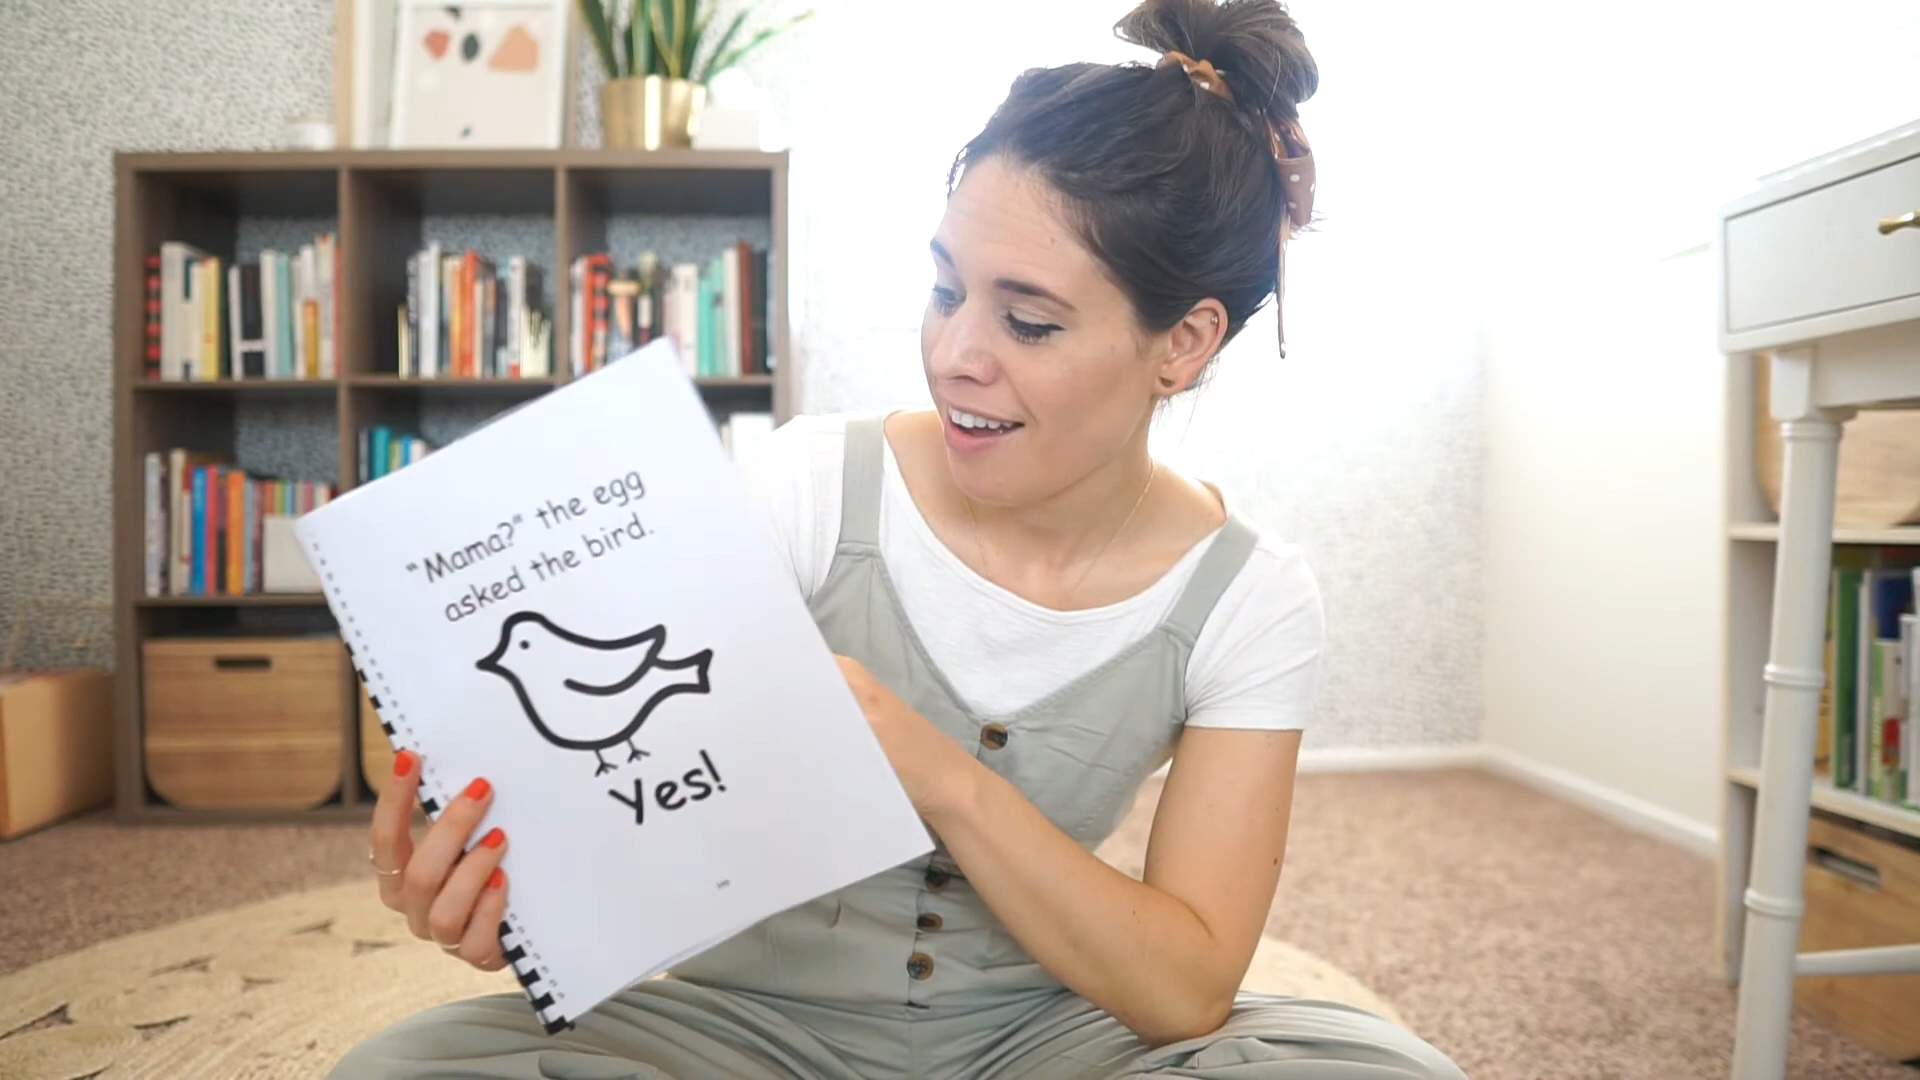 "Mama?" the egg
asked the bird.
Yes!